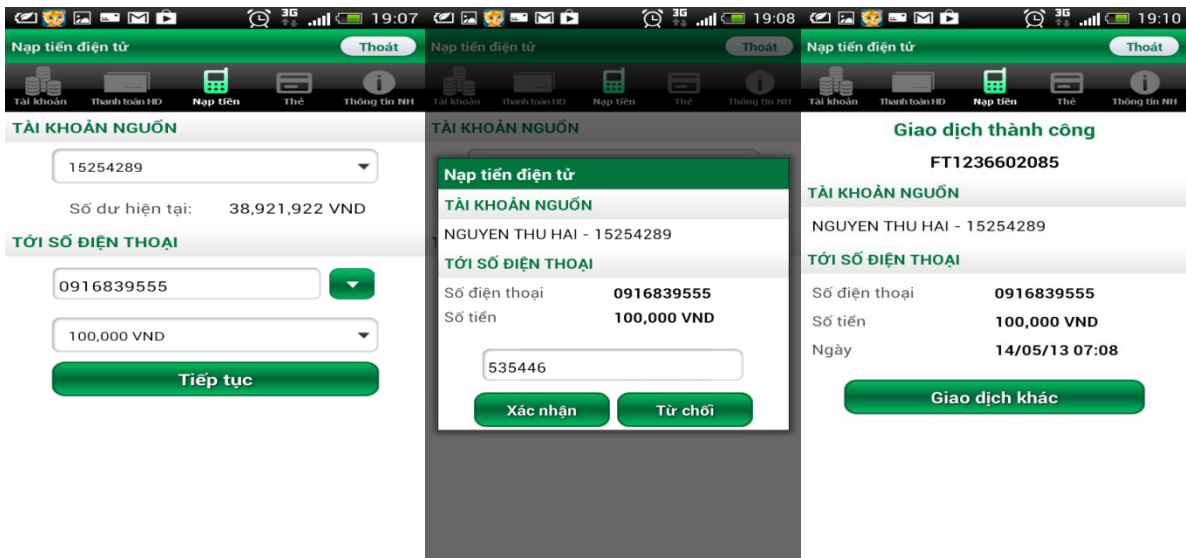 3G 19:07
Nạp tiền điện tử Thoát
Tài khoản Thanh toán HD Nạp tiền Thẻ Thông tin NH
TÀI KHOẢN NGUỒN
15254289
Số dư hiện tại: 38,921,922 VND
TỚI SỐ ĐIỆN THOẠI
0916839555
100,000 VND
Tiếp tục
3G 19:08
Nạp tiền điện tử Thoát
Tài khoản Thanh toán HD Nạp tiền Thẻ Thông tin NH
TÀI KHOẢN NGUỒN
Nạp tiền điện tử
TÀI KHOẢN NGUỒN
NGUYEN THU HAI - 15254289
TỚI SỐ ĐIỆN THOẠI
Số điện thoại 0916839555
Số tiền 100,000 VND
535446
Xác nhận Từ chối
3G 19:10
Nạp tiền điện tử Thoát
Tài khoản Thanh toán HD Nạp tiền Thẻ Thông tin NH
Giao dịch thành công
FT1236602085
TÀI KHOẢN NGUỒN
NGUYEN THU HAI - 15254289
TỚI SỐ ĐIỆN THOẠI
Số điện thoại 0916839555
Số tiền 100,000 VND
Ngày 14/05/13 07:08
Giao dịch khác